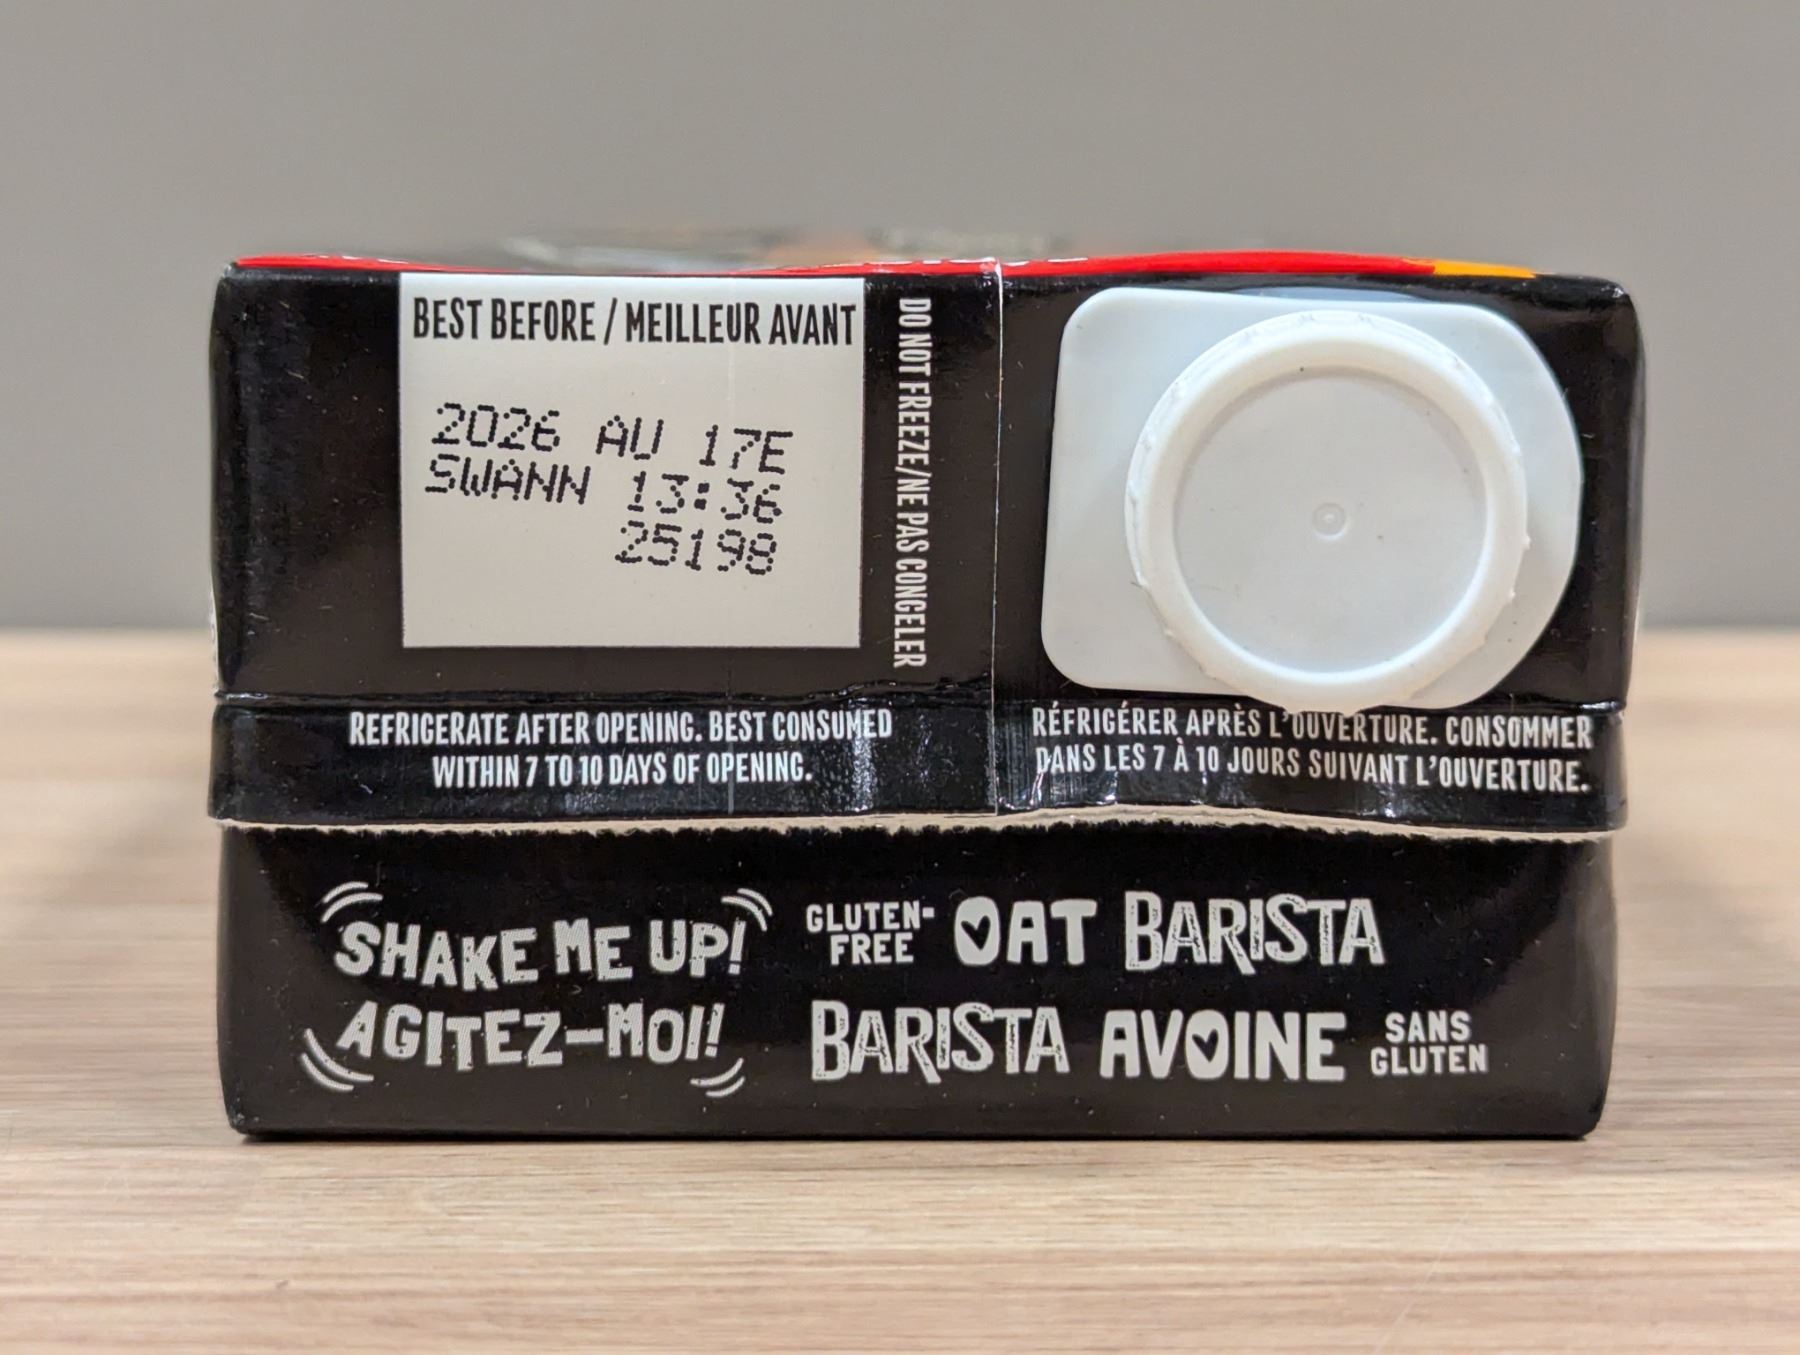 BEST BEFORE / MEILLEUR AVANT
2026 AU 17E
SWANN 13:36
25198
DO NOT FREEZE/NE PAS CONGELER
REFRIGERATE AFTER OPENING. BEST CONSUMED
WITHIN 7 TO 10 DAYS OF OPENING.
RÉFRIGÉRER APRÈS L'OUVERTURE. CONSOMMER
DANS LES 7 À 10 JOURS SUIVANT L'OUVERTURE.
SHAKE ME UP!
AGITEZ-MOI!
GLUTEN-
FREE
OAT BARISTA
BARISTA AVOINE
SANS
GLUTEN